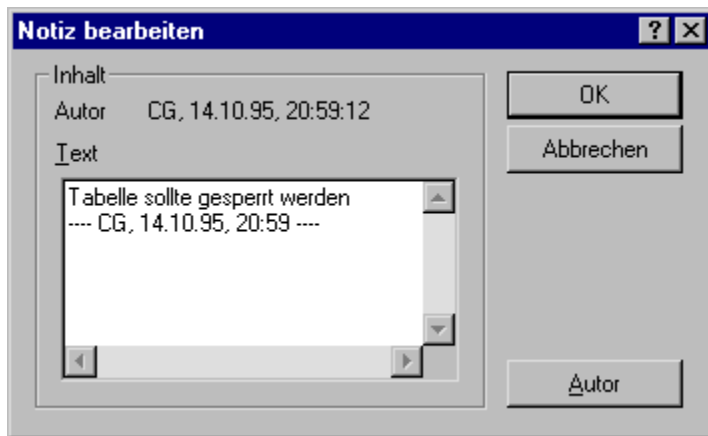 Notiz bearbeiten
Inhalt
Autor CG, 14.10.95, 20:59:12
Text
Tabelle sollte gesperrt werden
---- CG, 14.10.95, 20:59 ----
OK
Abbrechen
Autor